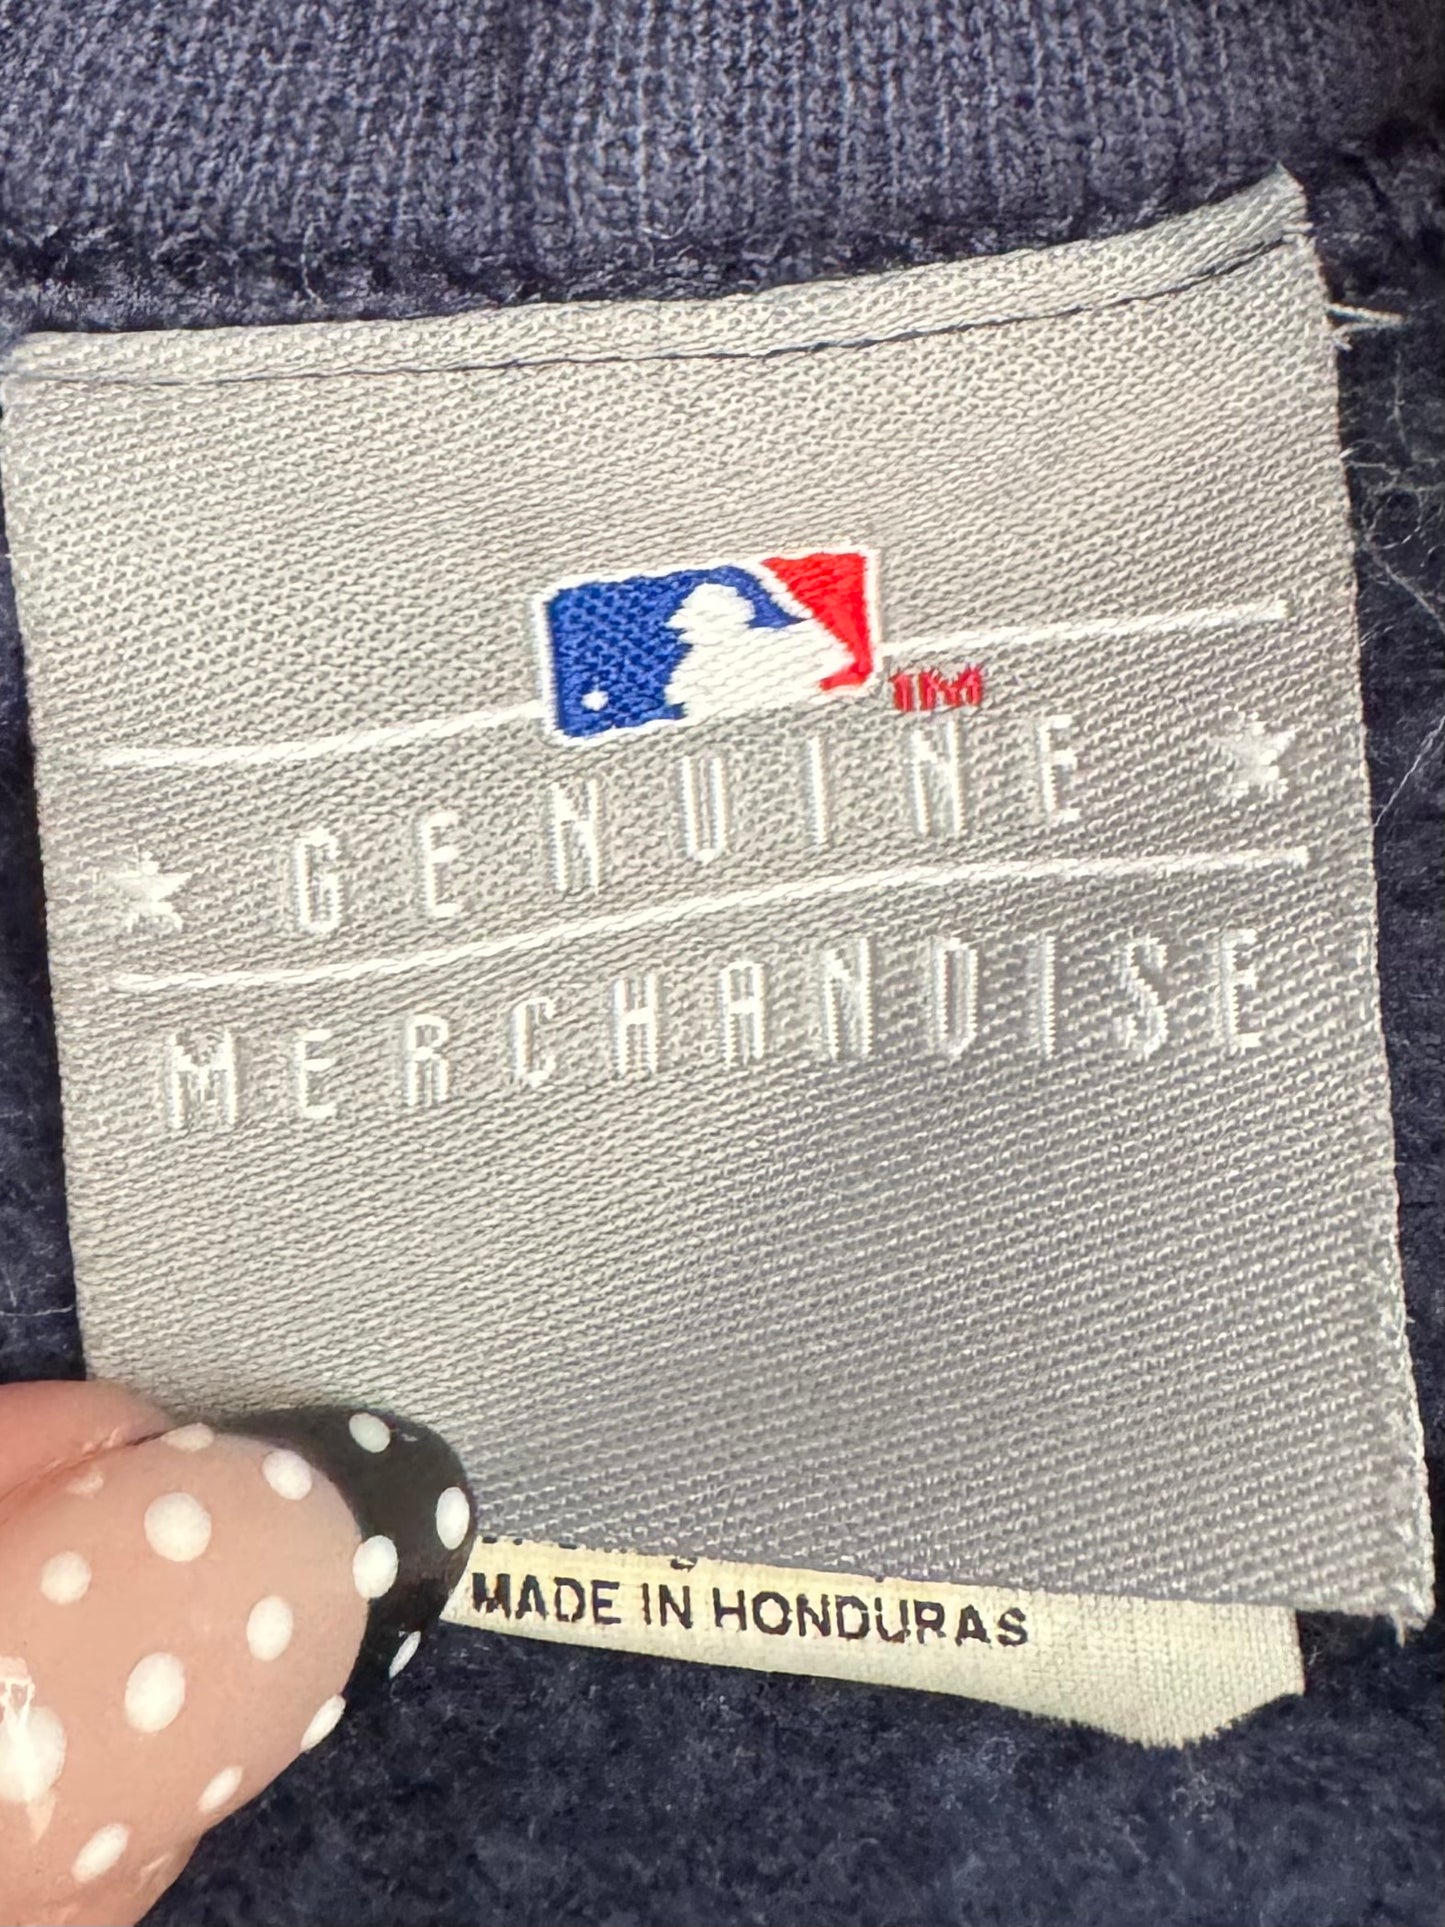 TM
★ GENUINE ★
MERCHANDISE
MADE IN HONDURAS